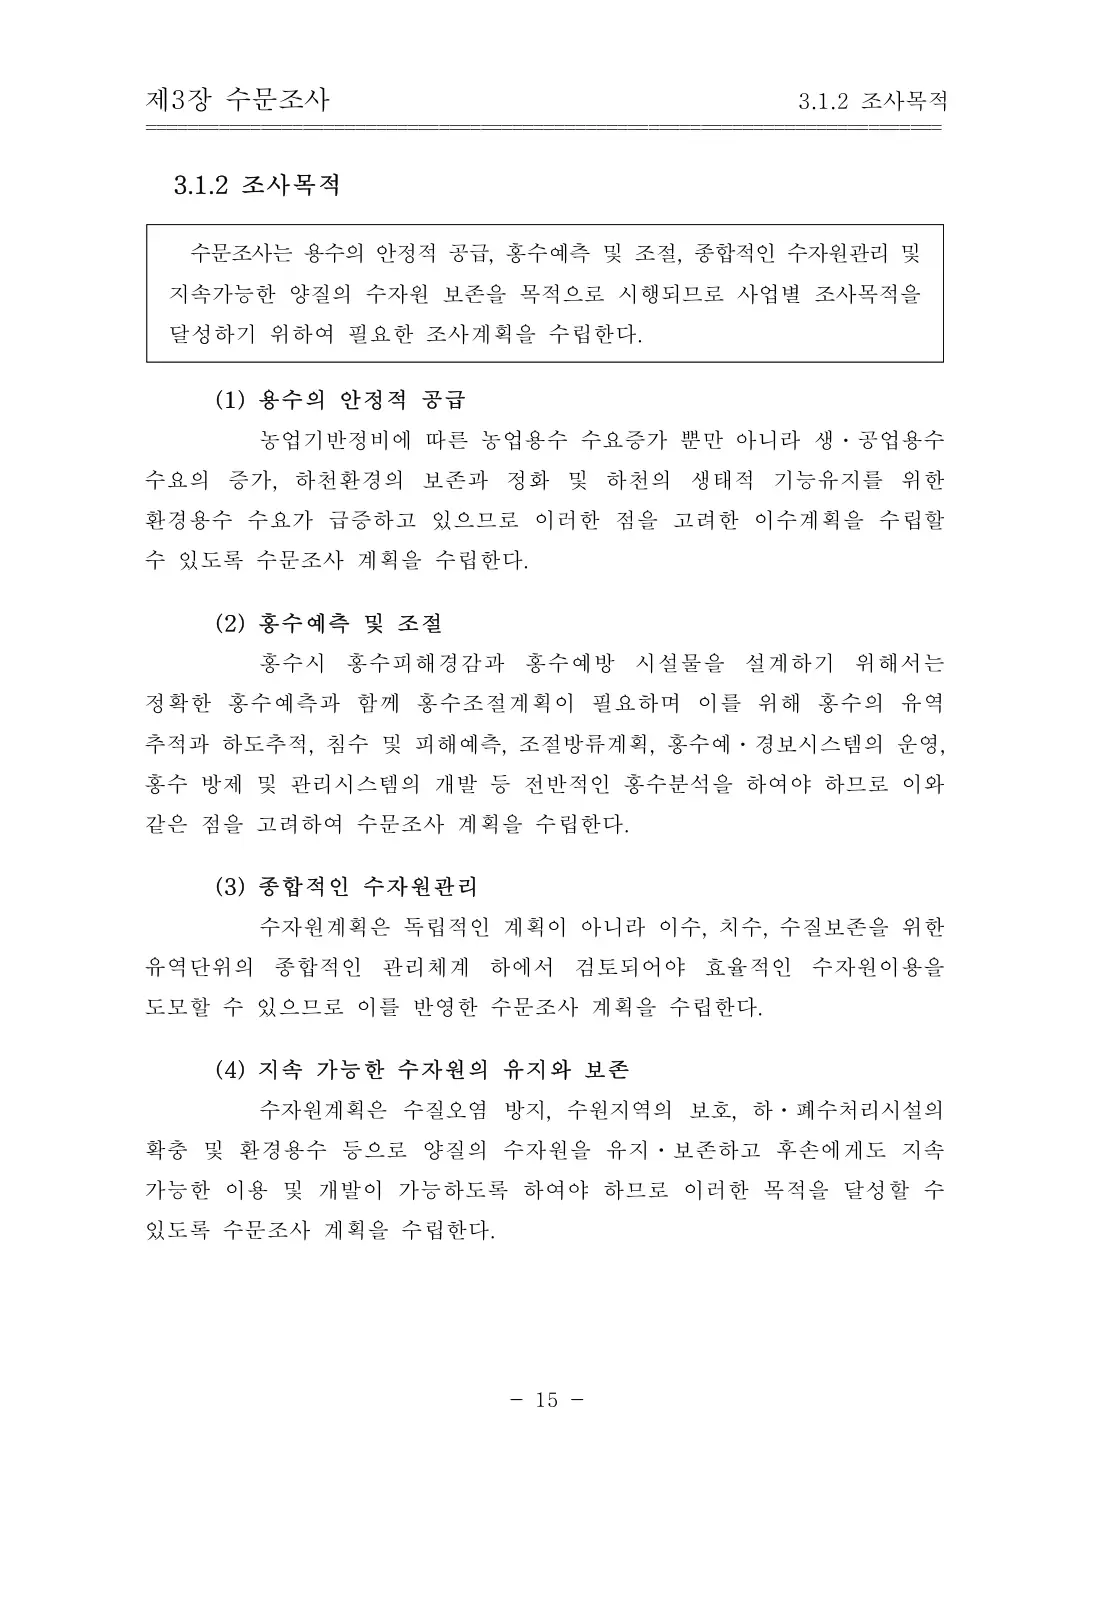 제3장 수문조사
3.1.2 조사목적
3.1.2 조사목적
수문조사는 용수의 안정적 공급, 홍수예측 및 조절, 종합적인 수자원관리 및
지속가능한 양질의 수자원 보존을 목적으로 시행되므로 사업별 조사목적을
달성하기 위하여 필요한 조사계획을 수립한다.
(1) 용수의 안정적 공급
농업기반정비에 따른 농업용수 수요증가 뿐만 아니라 생·공업용수
수요의 증가, 하천환경의 보존과 정화 및 하천의 생태적 기능유지를 위한
환경용수 수요가 급증하고 있으므로 이러한 점을 고려한 이수계획을 수립할
수 있도록 수문조사 계획을 수립한다.
(2) 홍수예측 및 조절
홍수시 홍수피해경감과 홍수예방 시설물을 설계하기 위해서는
정확한 홍수예측과 함께 홍수조절계획이 필요하며 이를 위해 홍수의 유역
추적과 하도추적, 침수 및 피해예측, 조절방류계획, 홍수예·경보시스템의 운영,
홍수 방제 및 관리시스템의 개발 등 전반적인 홍수분석을 하여야 하므로 이와
같은 점을 고려하여 수문조사 계획을 수립한다.
(3) 종합적인 수자원관리
수자원계획은 독립적인 계획이 아니라 이수, 치수, 수질보존을 위한
유역단위의 종합적인 관리체계 하에서 검토되어야 효율적인 수자원이용을
도모할 수 있으므로 이를 반영한 수문조사 계획을 수립한다.
(4) 지속 가능한 수자원의 유지와 보존
수자원계획은 수질오염 방지, 수원지역의 보호, 하·폐수처리시설의
확충 및 환경용수 등으로 양질의 수자원을 유지·보존하고 후손에게도 지속
가능한 이용 및 개발이 가능하도록 하여야 하므로 이러한 목적을 달성할 수
있도록 수문조사 계획을 수립한다.
- 15 -